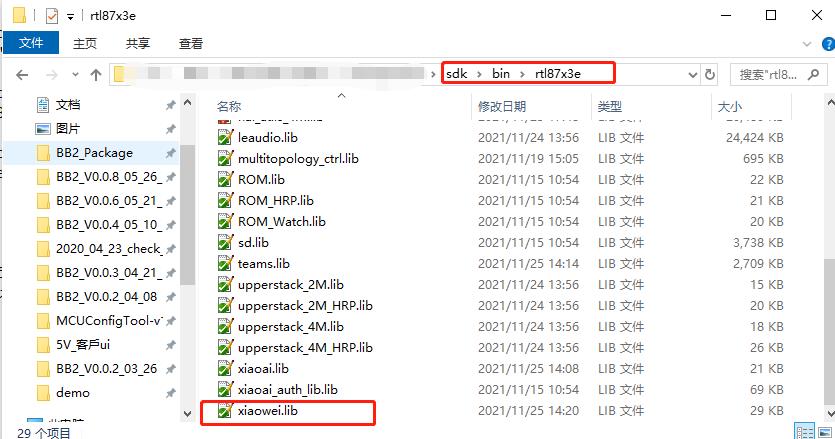 rtl87x3e
文件 主页 共享 查看
sdk bin rtl87x3e 搜索"rtl8...
文档
图片
BB2_Package
BB2_V0.0.8_05_26_
BB2_V0.0.6_05_21_
BB2_V0.0.4_05_10_
2020_04_23_check_
BB2_V0.0.3_04_21_
BB2_V0.0.2_04_08
MCUConfigTool-v1
5V_客戶ui
BB2_V0.0.2_03_26
demo
名称 修改日期 类型 大小
leaudio.lib 2021/11/24 13:56 LIB 文件 24,424 KB
multitopology_ctrl.lib 2021/11/19 15:05 LIB 文件 695 KB
ROM.lib 2021/11/15 10:54 LIB 文件 22 KB
ROM_HRP.lib 2021/11/15 10:54 LIB 文件 21 KB
ROM_Watch.lib 2021/11/15 10:54 LIB 文件 20 KB
sd.lib 2021/11/15 10:54 LIB 文件 3,738 KB
teams.lib 2021/11/25 14:14 LIB 文件 2,709 KB
upperstack_2M.lib 2021/11/24 13:56 LIB 文件 15 KB
upperstack_2M_HRP.lib 2021/11/24 13:56 LIB 文件 20 KB
upperstack_4M.lib 2021/11/24 13:56 LIB 文件 18 KB
upperstack_4M_HRP.lib 2021/11/24 13:56 LIB 文件 26 KB
xiaoai.lib 2021/11/25 14:08 LIB 文件 21 KB
xiaoai_auth_lib.lib 2021/11/15 10:54 LIB 文件 69 KB
xiaowei.lib 2021/11/25 14:20 LIB 文件 29 KB
29 个项目